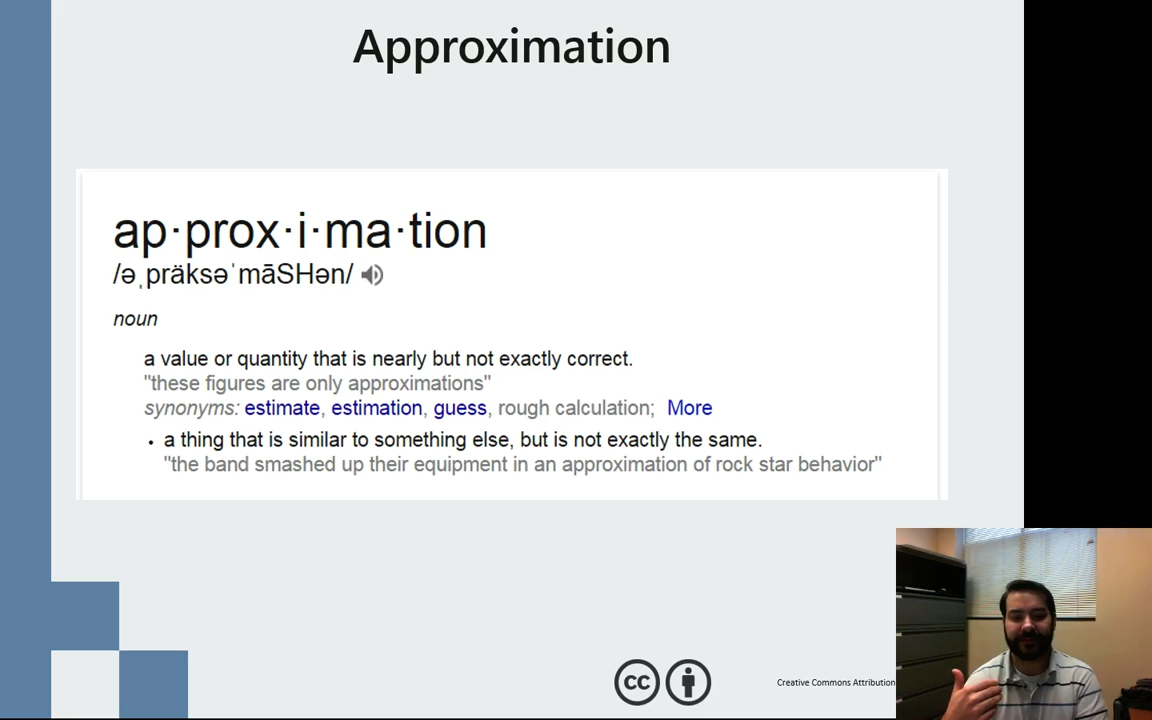 Approximation
ap·prox·i·ma·tion
/əˌpräksəˈmāSHən/
noun
a value or quantity that is nearly but not exactly correct.
"these figures are only approximations"
synonyms: estimate, estimation, guess, rough calculation; More
• a thing that is similar to something else, but is not exactly the same.
"the band smashed up their equipment in an approximation of rock star behavior"
cc
Creative Commons Attribution